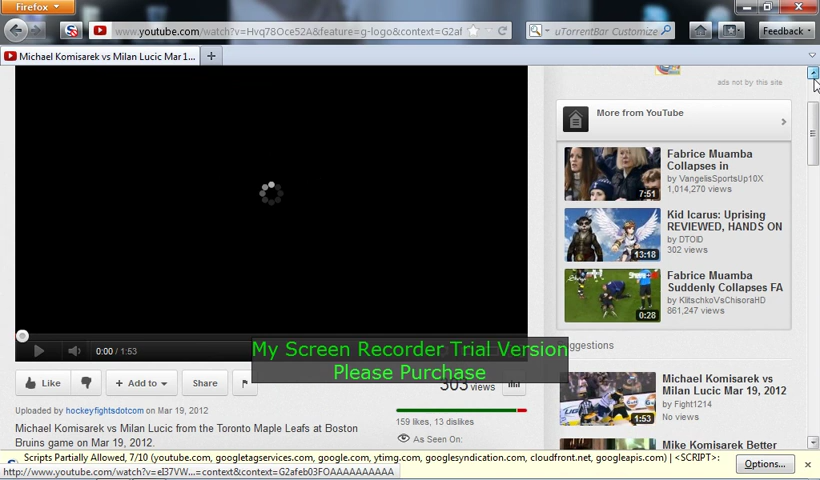 Firefox
www.youtube.com/watch?v=Hvq78Oce52A&feature=g-logo&context=G2af
uTorrentBar Customize
Feedback
Michael Komisarek vs Milan Lucic Mar 1...
ads not by this site
More from YouTube
Fabrice Muamba
Collapses in
by VangelisSportsUp10X
1,014,270 views
7:51
Kid Icarus: Uprising
REVIEWED, HANDS ON
by DTOID
302 views
13:18
Fabrice Muamba
Suddenly Collapses FA
by KlitschkoVsChisoraHD
861,247 views
0:28
0:00 / 1:53
My Screen Recorder Trial Version
Please Purchase
Like
Add to
Share
303 views
Uploaded by hockeyfightsdotcom on Mar 19, 2012
159 likes, 13 dislikes
Michael Komisarek vs Milan Lucic from the Toronto Maple Leafs at Boston
Bruins game on Mar 19, 2012.
As Seen On:
Michael Komisarek vs
Milan Lucic Mar 19, 2012
by Fight1214
No views
1:53
Mike Komisarek Better
Scripts Partially Allowed, 7/10 (youtube.com, googletagservices.com, google.com, ytimg.com, googlesyndication.com, cloudfront.net, googleapis.com) | <SCRIPT>:
Options...
http://www.youtube.com/watch?v=eI37VW...=context&context=G2afeb03FOAAAAAAAAAA